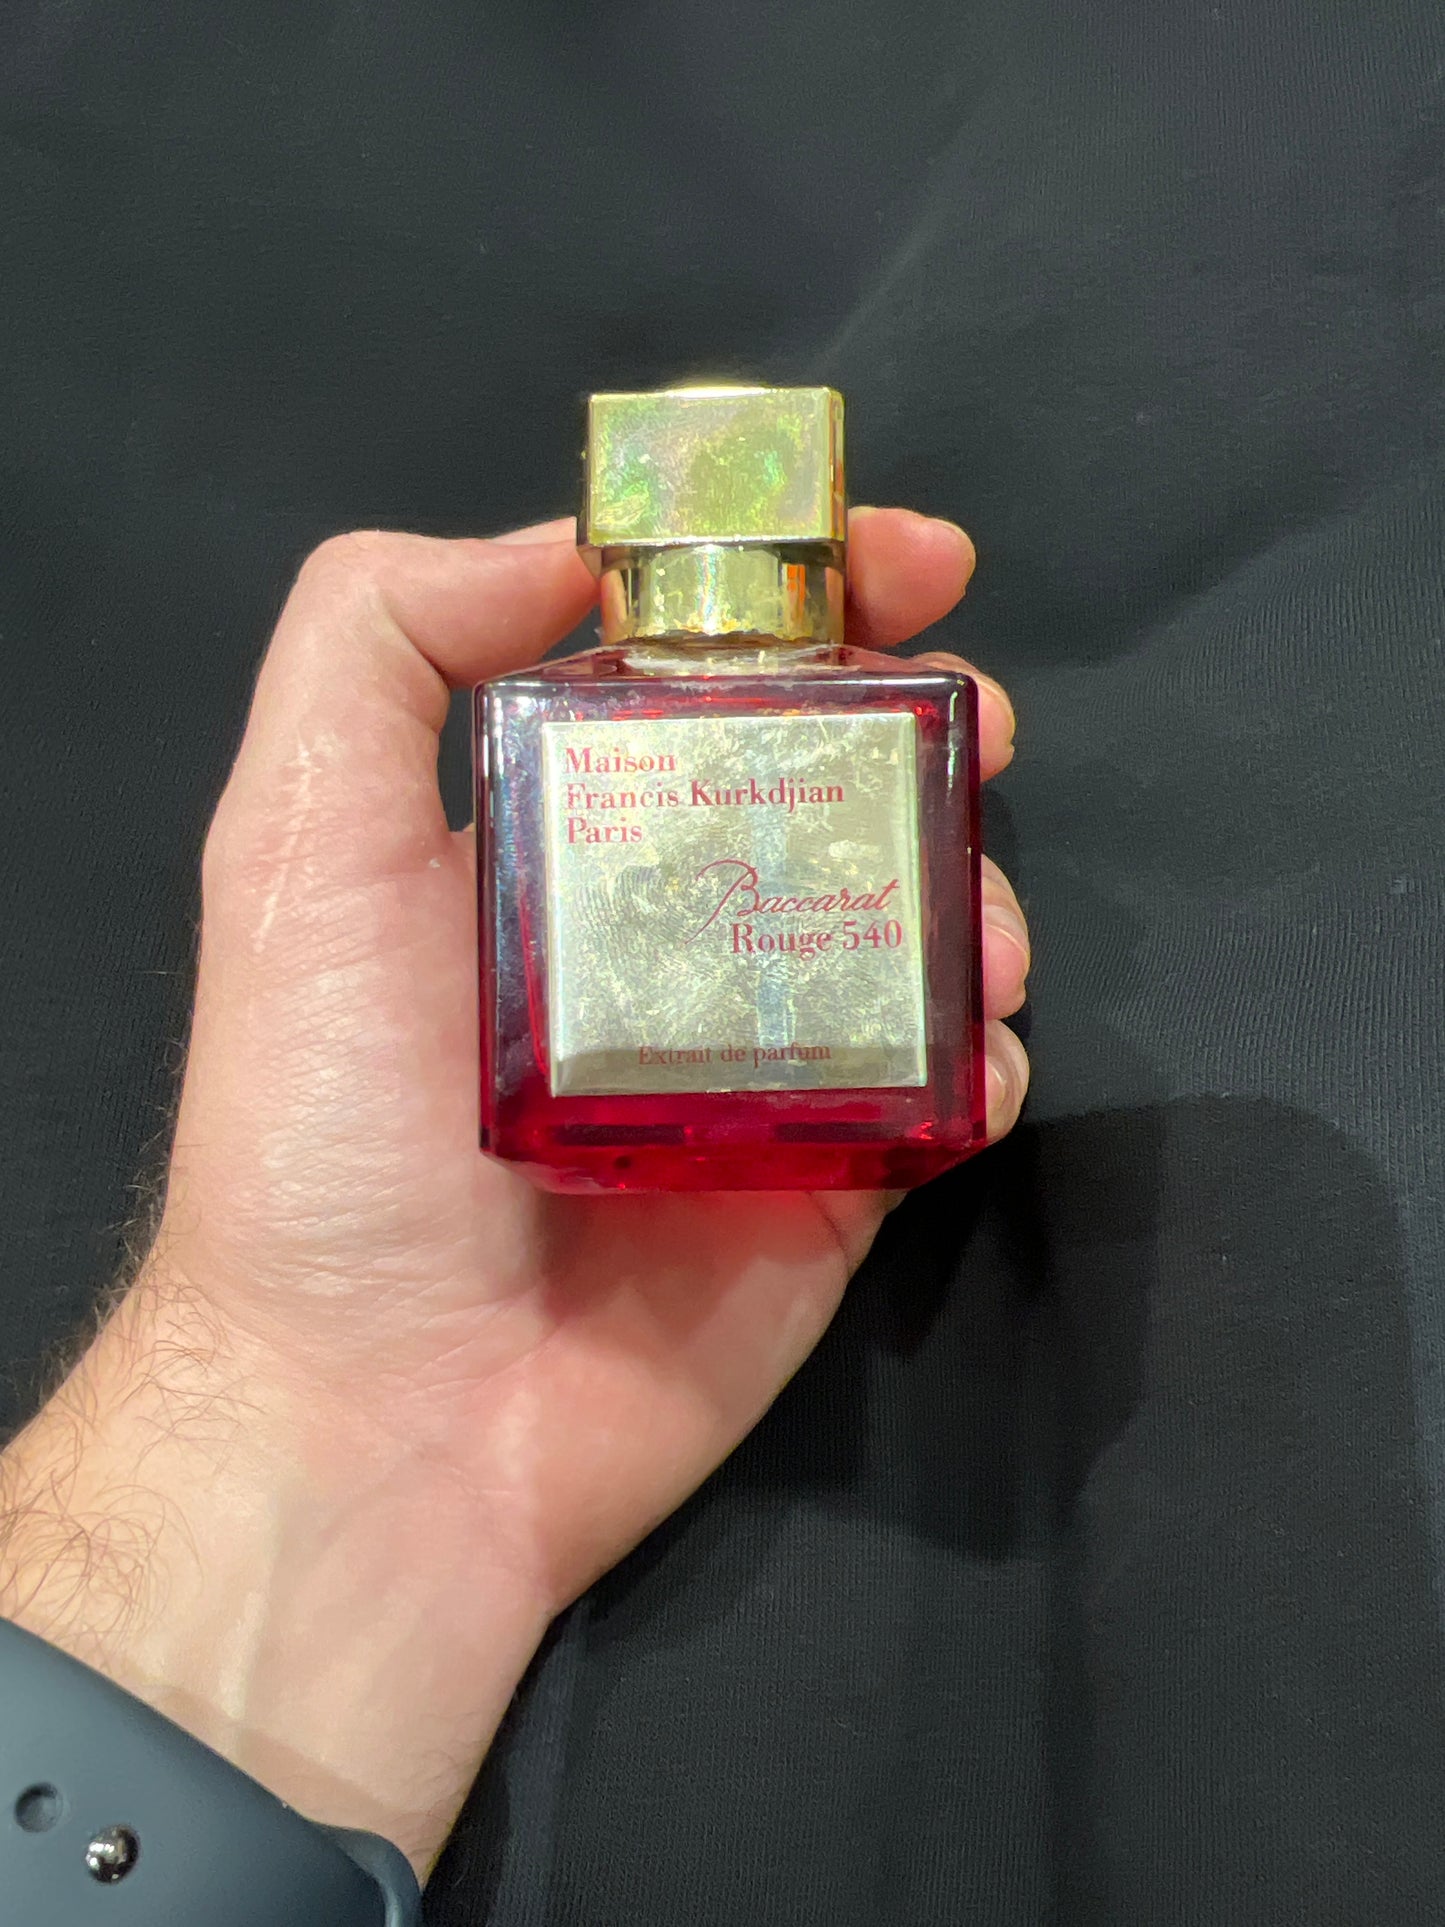 Maison
Francis Kurkdjian
Paris
Baccarat
Rouge 540
Extrait de parfum